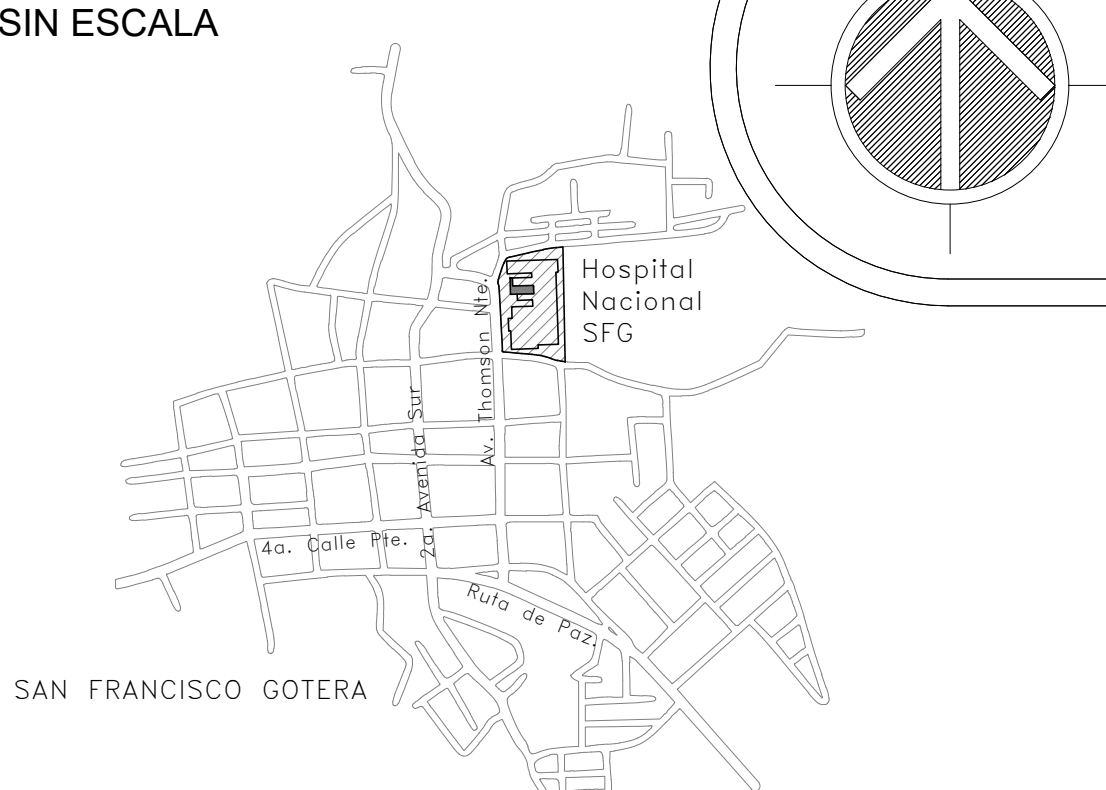 SIN ESCALA
Hospital
Nacional
SFG
Av. Thomson Nte.
2a. Avenida Sur
4a. Calle Pte.
Ruta de Paz.
SAN FRANCISCO GOTERA